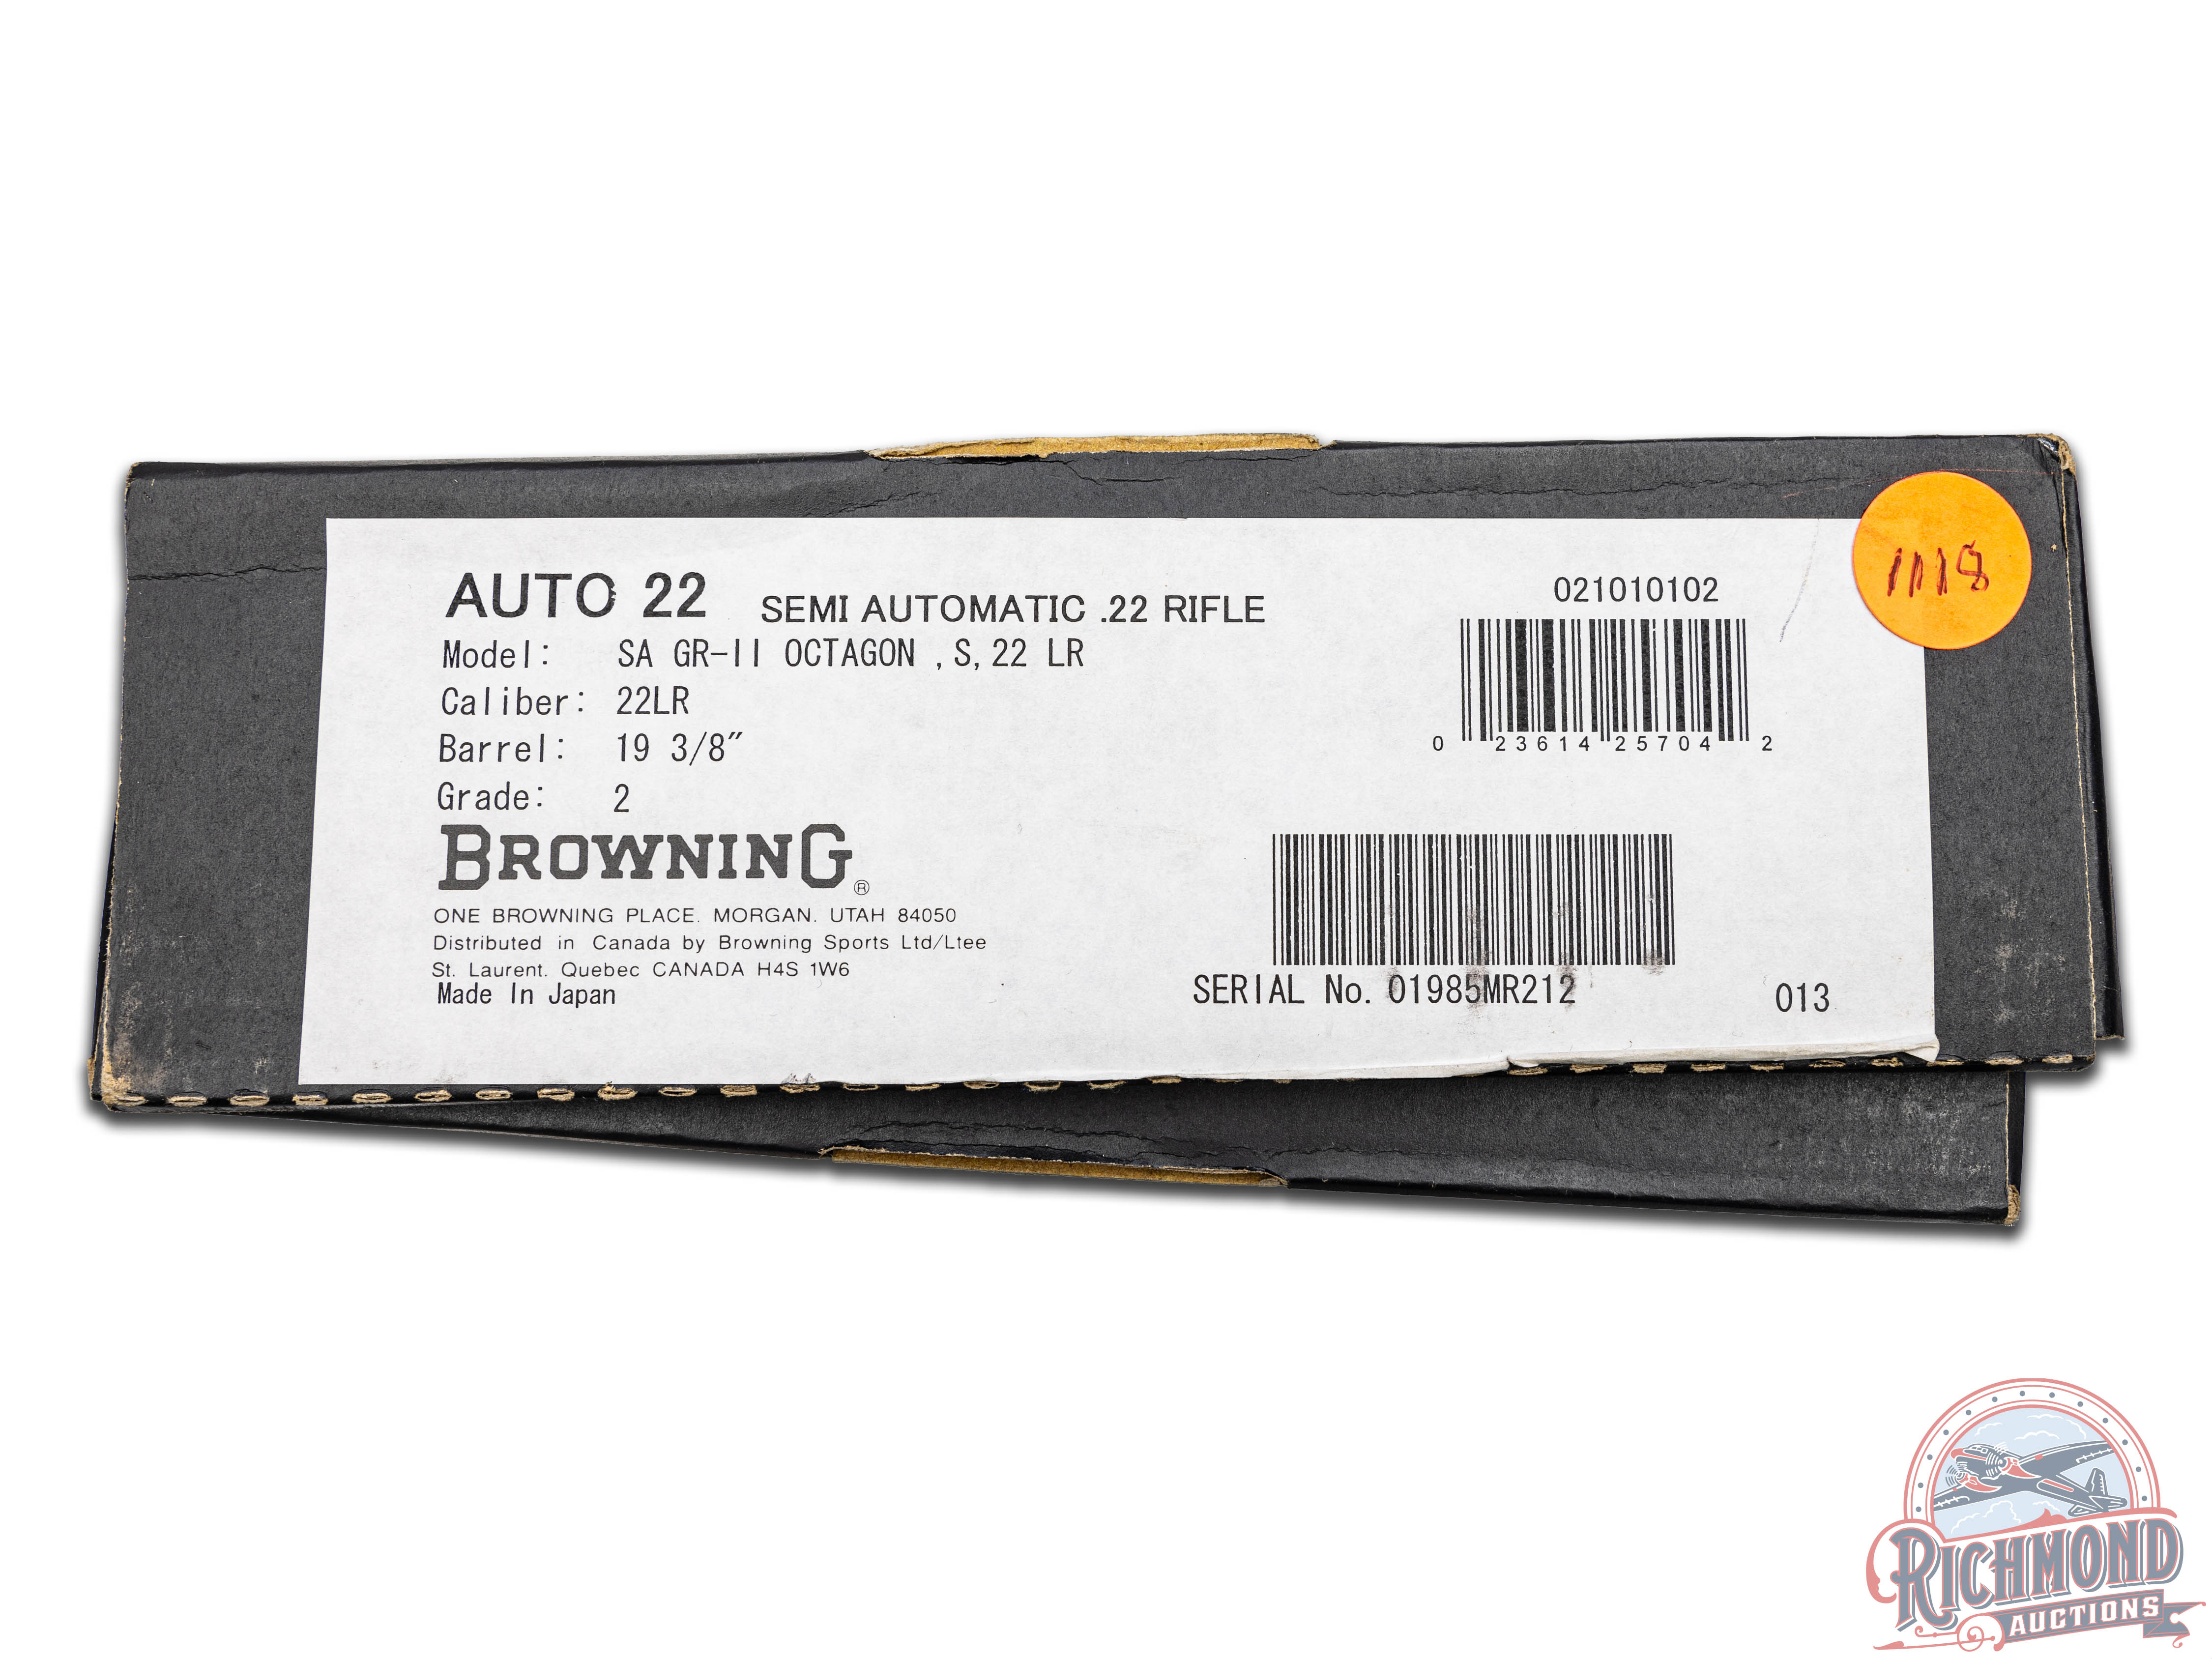 AUTO 22 SEMI AUTOMATIC .22 RIFLE
Model: SA GR-II OCTAGON ,S,22 LR
Caliber: 22LR
Barrel: 19 3/8″
Grade: 2
BROWNING®
ONE BROWNING PLACE. MORGAN. UTAH 84050
Distributed in Canada by Browning Sports Ltd/Ltee
St. Laurent. Quebec CANADA H4S 1W6
Made In Japan
021010102
0 23614 25704 2
SERIAL No. 01985MR212
013
1118
RICHMOND
AUCTIONS